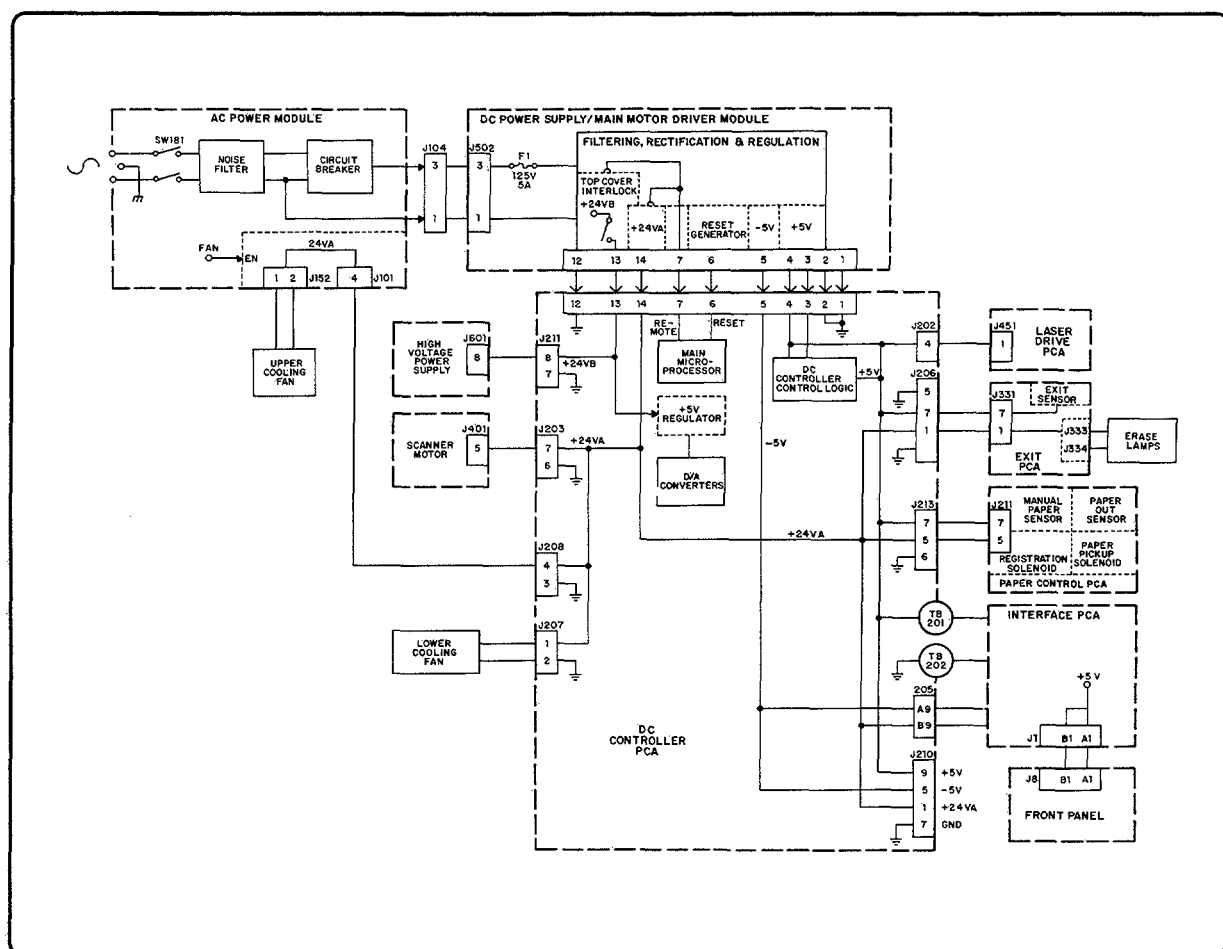 AC POWER MODULE
SW181
NOISE
FILTER
CIRCUIT
BREAKER
J104
3
1
FAN
EN
24VA
1 2
J152
4
J101
UPPER
COOLING
FAN
DC POWER SUPPLY/MAIN MOTOR DRIVER MODULE
J502
3
1
F1
125V
5A
FILTERING, RECTIFICATION & REGULATION
TOP COVER
INTERLOCK
+24VB
+24VA
RESET
GENERATOR
-5V
+5V
12 13 14 7 6 5 4 3 2 1
12 13 14 7 6 5 4 3 2 1
RE-
MOTE
RESET
MAIN
MICRO-
PROCESSOR
DC
CONTROLLER
CONTROL LOGIC
+5V
+5V
REGULATOR
D/A
CONVERTERS
-5V
HIGH
VOLTAGE
POWER
SUPPLY
J601
8
J211
8
7
+24VB
SCANNER
MOTOR
J401
5
J203
7
6
+24VA
+24VA
J208
4
3
LOWER
COOLING
FAN
J207
1
2
DC
CONTROLLER
PCA
J202
4
J451
1
LASER
DRIVE
PCA
J206
5
7
1
J331
7
1
EXIT
SENSOR
J333
J334
EXIT
PCA
ERASE
LAMPS
J213
7
5
6
J211
7
5
MANUAL
PAPER
SENSOR
PAPER
OUT
SENSOR
REGISTRATION
SOLENOID
PAPER
PICKUP
SOLENOID
PAPER CONTROL PCA
TB
201
TB
202
INTERFACE PCA
+5V
205
A9
B9
J7
B1 A1
J8
B1 A1
FRONT PANEL
J210
9 +5V
5 -5V
1 +24VA
7 GND